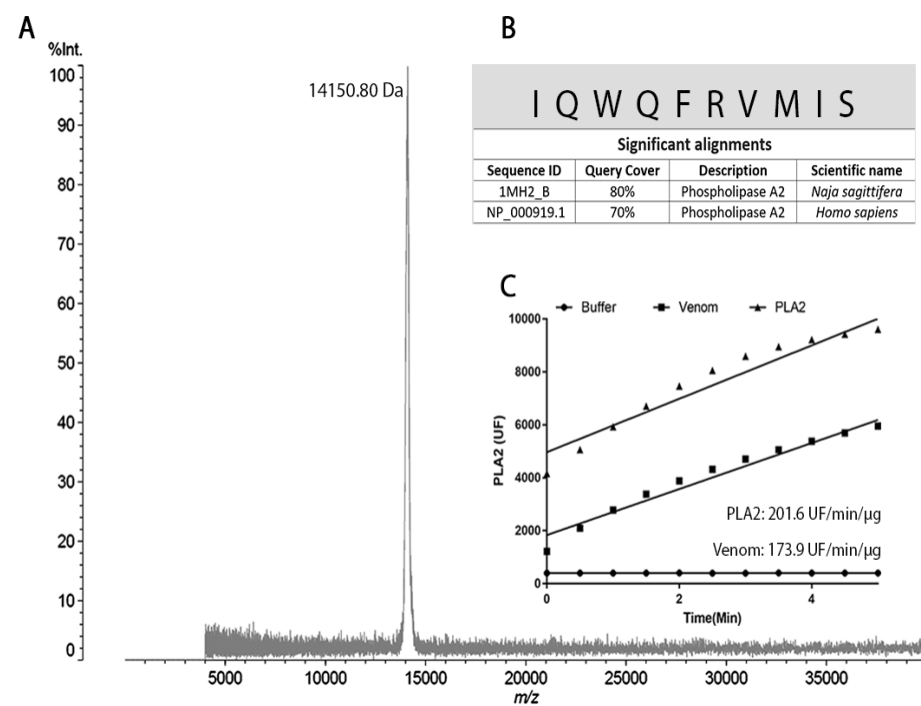 A
%Int.
14150.80 Da
100
90
80
70
60
50
40
30
20
10
0
5000 10000 15000 20000 25000 30000 35000
m/z
B
I Q W Q F R V M I S
Significant alignments
Sequence ID Query Cover Description Scientific name
1MH2_B 80% Phospholipase A2 Naja sagittifera
NP_000919.1 70% Phospholipase A2 Homo sapiens
C
Buffer Venom PLA2
10000
8000
6000
4000
2000
0
PLA2 (UF)
PLA2: 201.6 UF/min/µg
Venom: 173.9 UF/min/µg
0 2 4
Time(Min)